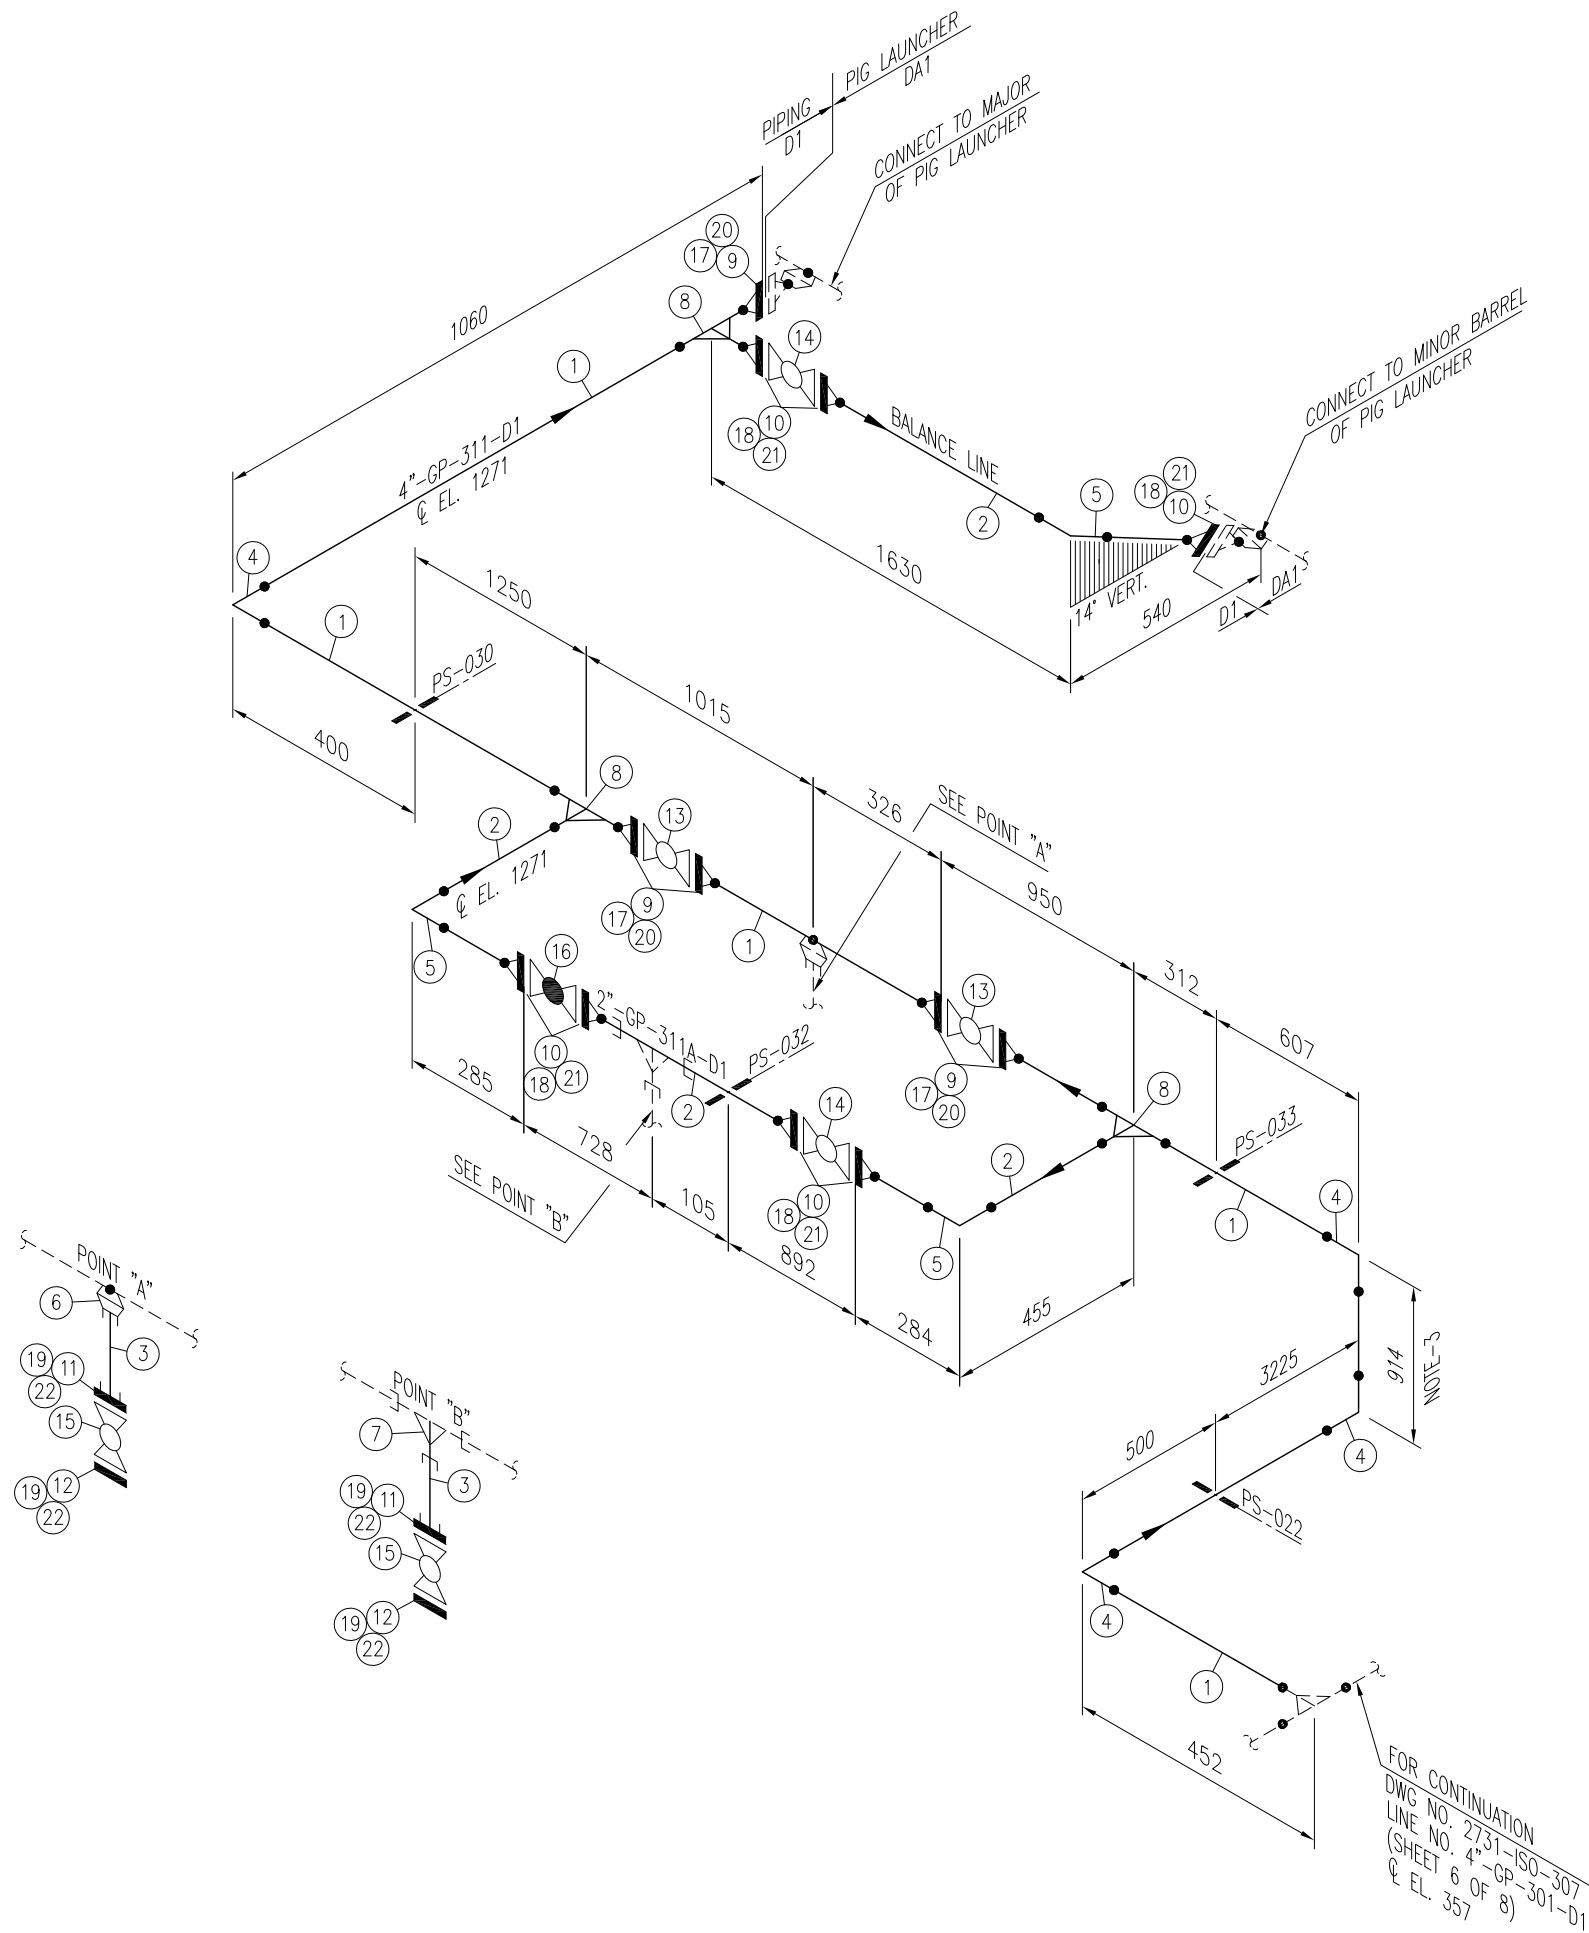 PIPING
D1
PIG LAUNCHER
DA1
CONNECT TO MAJOR
OF PIG LAUNCHER
20
17
9
8
1060
1
14
4"-GP-311-D1
℄ EL. 1271
10
18
21
BALANCE LINE
2
5
21
18
10
CONNECT TO MINOR BARREL
OF PIG LAUNCHER
1630
14° VERT.
540
D1
DA1
4
1
1250
PS-030
400
1015
8
2
℄ EL. 1271
13
326
SEE POINT "A"
9
17
20
1
950
5
16
2"-GP-311A-D1
10
18
21
285
2
PS-032
13
9
17
20
312
607
728
SEE POINT "B"
105
14
10
18
21
892
8
PS-033
2
1
4
5
284
455
914
NOTE-3
3225
500
4
PS-022
4
1
452
FOR CONTINUATION
DWG NO. 2731-ISO-307
LINE NO. 4"-GP-301-D1
(SHEET 6 OF 8)
℄ EL. 357
POINT "A"
6
3
19
11
22
15
19
12
22
POINT "B"
7
3
19
11
22
15
19
12
22